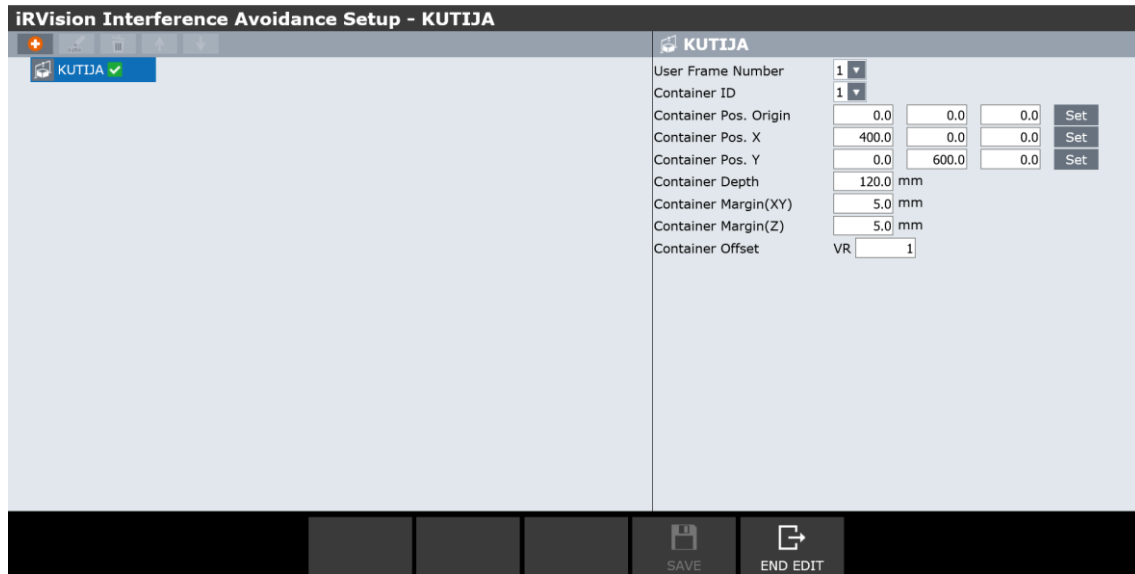 iRVision Interference Avoidance Setup - KUTIJA
KUTIJA
KUTIJA
User Frame Number 1
Container ID 1
Container Pos. Origin 0.0 0.0 0.0 Set
Container Pos. X 400.0 0.0 0.0 Set
Container Pos. Y 0.0 600.0 0.0 Set
Container Depth 120.0 mm
Container Margin(XY) 5.0 mm
Container Margin(Z) 5.0 mm
Container Offset VR 1
SAVE END EDIT